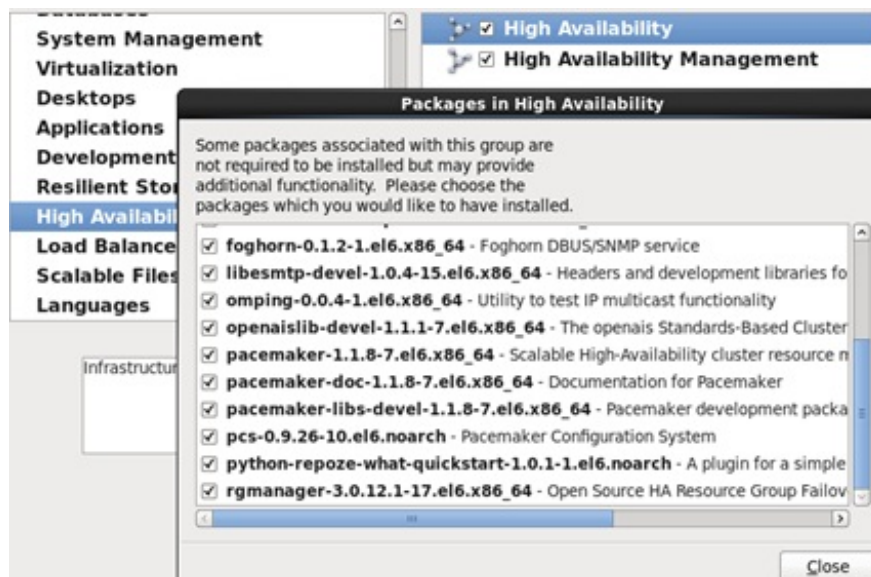 Databases
System Management
Virtualization
Desktops
Applications
Development
Resilient Sto
High Availabil
Load Balance
Scalable Files
Languages
High Availability
High Availability Management
Infrastructur
Packages in High Availability
Some packages associated with this group are
not required to be installed but may provide
additional functionality. Please choose the
packages which you would like to have installed.
foghorn-0.1.2-1.el6.x86_64 - Foghorn DBUS/SNMP service
libesmtp-devel-1.0.4-15.el6.x86_64 - Headers and development libraries fo
omping-0.0.4-1.el6.x86_64 - Utility to test IP multicast functionality
openaislib-devel-1.1.1-7.el6.x86_64 - The openais Standards-Based Cluster
pacemaker-1.1.8-7.el6.x86_64 - Scalable High-Availability cluster resource m
pacemaker-doc-1.1.8-7.el6.x86_64 - Documentation for Pacemaker
pacemaker-libs-devel-1.1.8-7.el6.x86_64 - Pacemaker development packa
pcs-0.9.26-10.el6.noarch - Pacemaker Configuration System
python-repoze-what-quickstart-1.0.1-1.el6.noarch - A plugin for a simple
rgmanager-3.0.12.1-17.el6.x86_64 - Open Source HA Resource Group Failov
Close